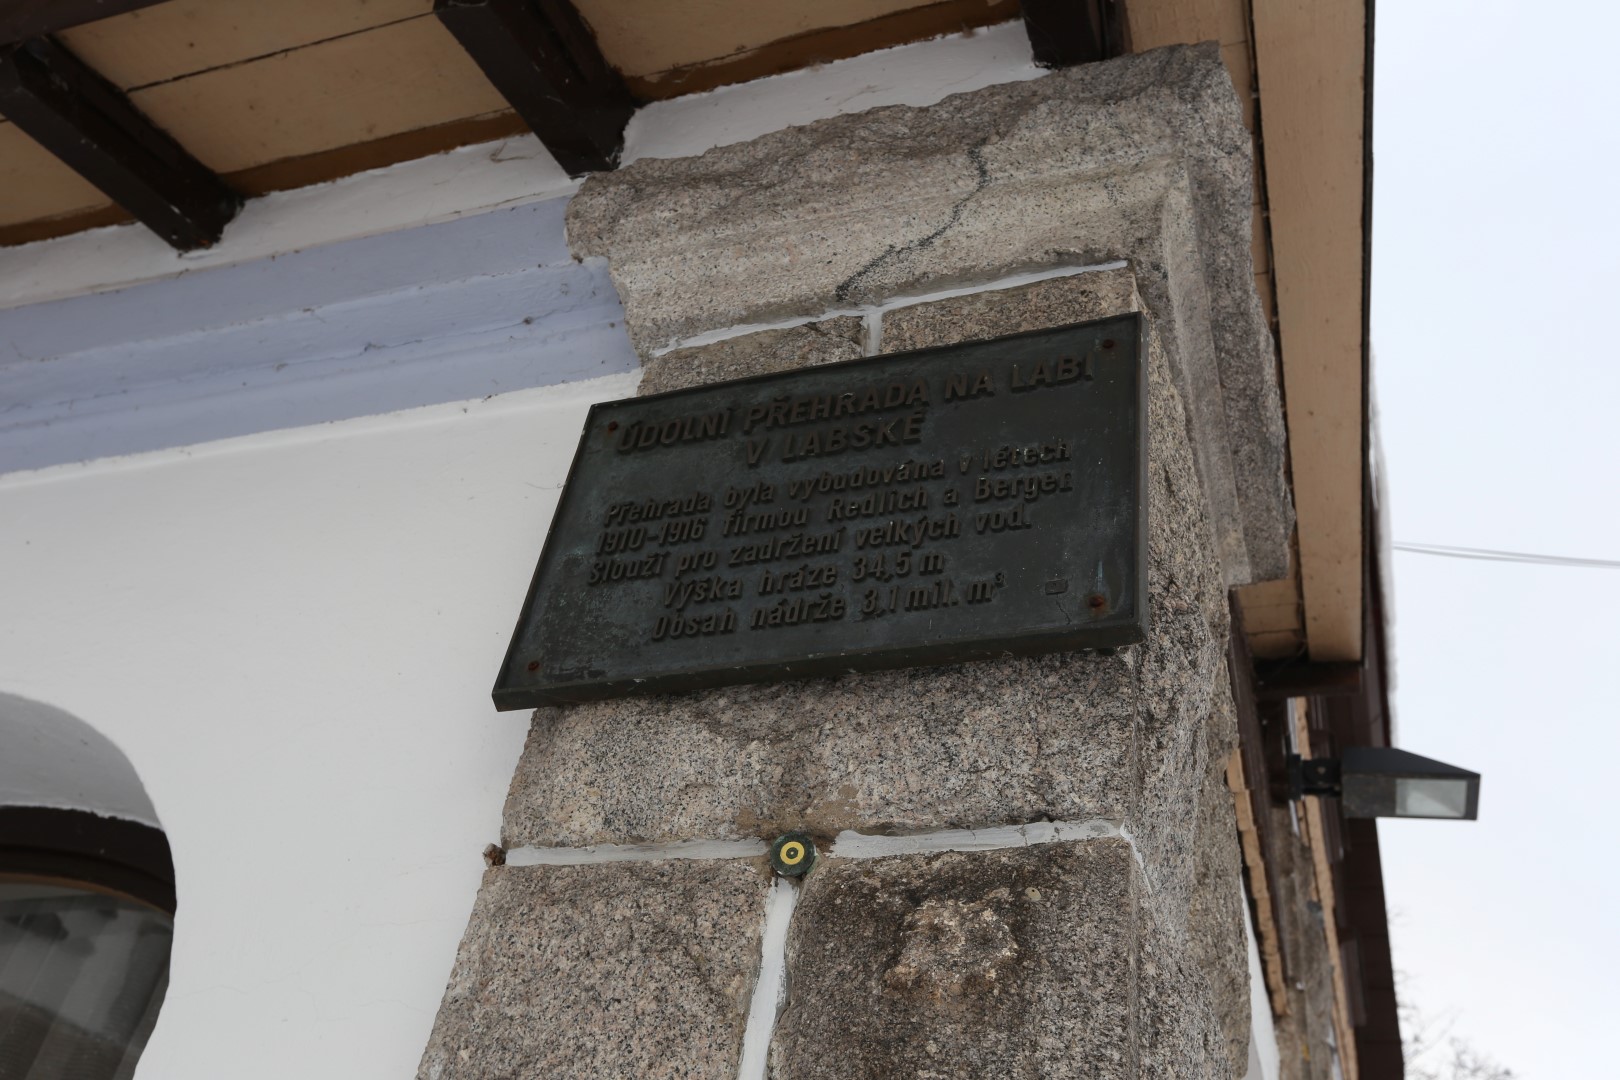 ÚDOLNÍ PŘEHRADA NA LABI
V LABSKÉ
Přehrada byla vybudována v létech
1910-1916 firmou Redlich a Berger.
Slouží pro zadržení velkých vod.
Výška hráze 34,5 m
Obsah nádrže 3,1 mil. m³